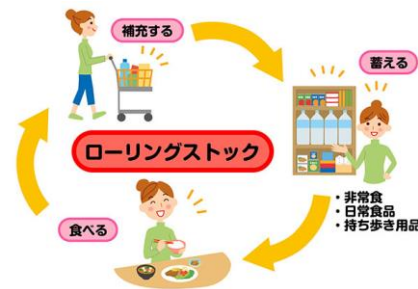 補充する
蓄える
ローリングストック
・非常食
・日常食品
・持ち歩き用品
食べる